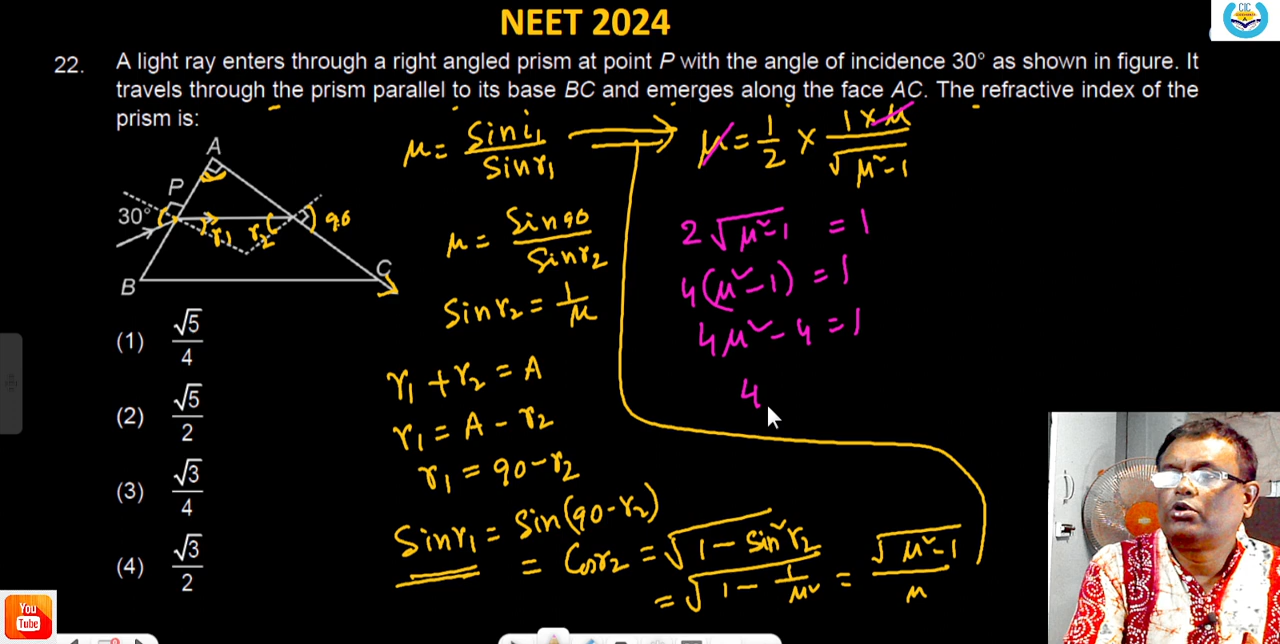 NEET 2024
CIC
22. A light ray enters through a right angled prism at point P with the angle of incidence 30° as shown in figure. It
travels through the prism parallel to its base BC and emerges along the face AC. The refractive index of the
prism is:
A
P
30°
r₁ r₂
90
B
C
(1) √5/4
(2) √5/2
(3) √3/4
(4) √3/2
μ = Sin i₁/Sin r₁
μ = Sin 90/Sin r₂
Sin r₂ = 1/μ
r₁ + r₂ = A
r₁ = A - r₂
r₁ = 90 - r₂
Sin r₁ = Sin(90 - r₂)
= Cos r₂ = √(1 - Sin²r₂)
= √(1 - 1/μ²) = √(μ² - 1)/μ
μ = 1/2 × (1 × μ)/√(μ² - 1)
2√(μ² - 1) = 1
4(μ² - 1) = 1
4μ² - 4 = 1
4
You
Tube